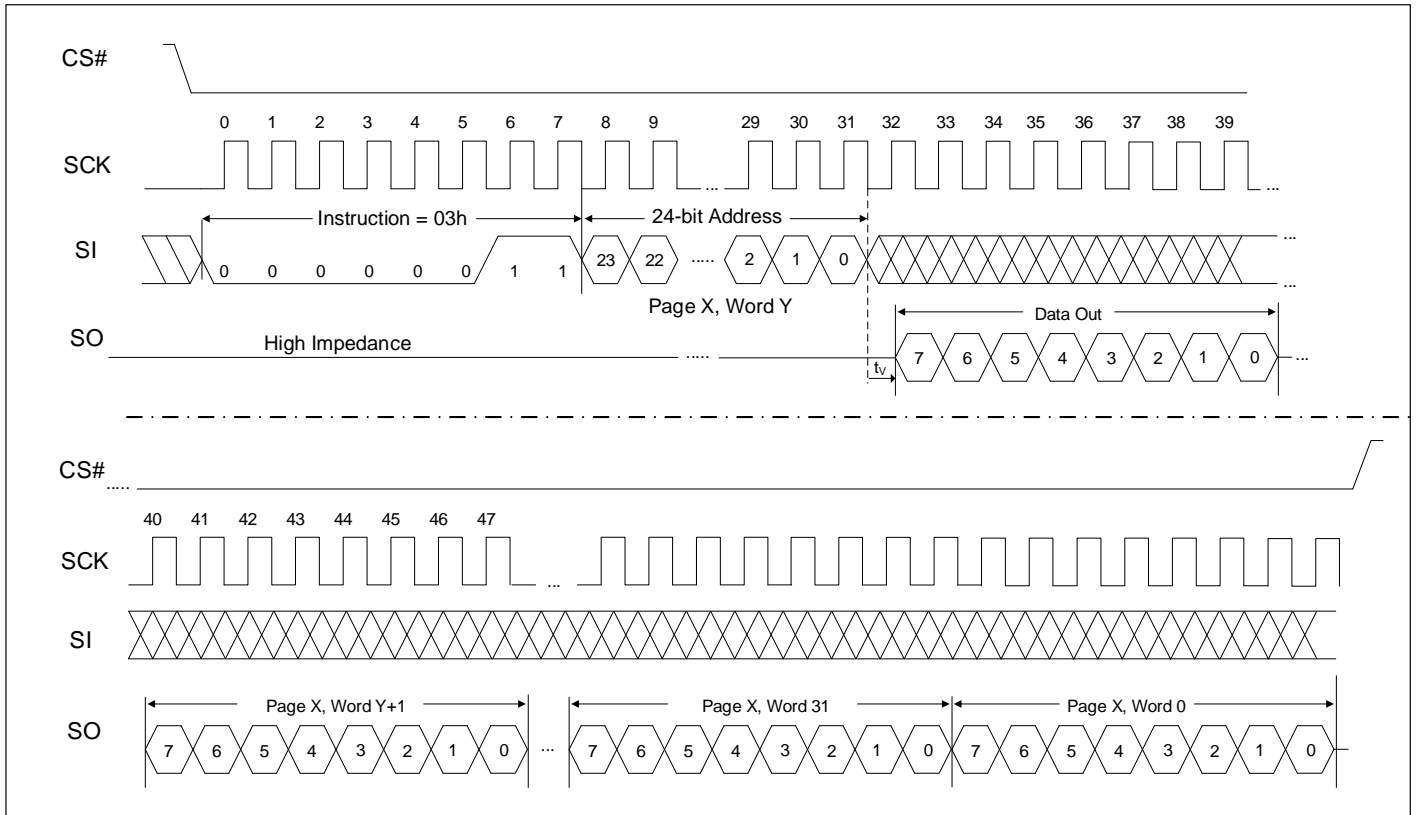 CS#
0 1 2 3 4 5 6 7 8 9 29 30 31 32 33 34 35 36 37 38 39
SCK
... ...
Instruction = 03h 24-bit Address
SI
0 0 0 0 0 0 1 1 23 22 ..... 2 1 0 ... ...
Page X, Word Y
Data Out
SO
High Impedance ..... tV 7 6 5 4 3 2 1 0 ...
CS# .....
40 41 42 43 44 45 46 47
SCK
...
SI
Page X, Word Y+1 Page X, Word 31 Page X, Word 0
SO
7 6 5 4 3 2 1 0 ... 7 6 5 4 3 2 1 0 7 6 5 4 3 2 1 0